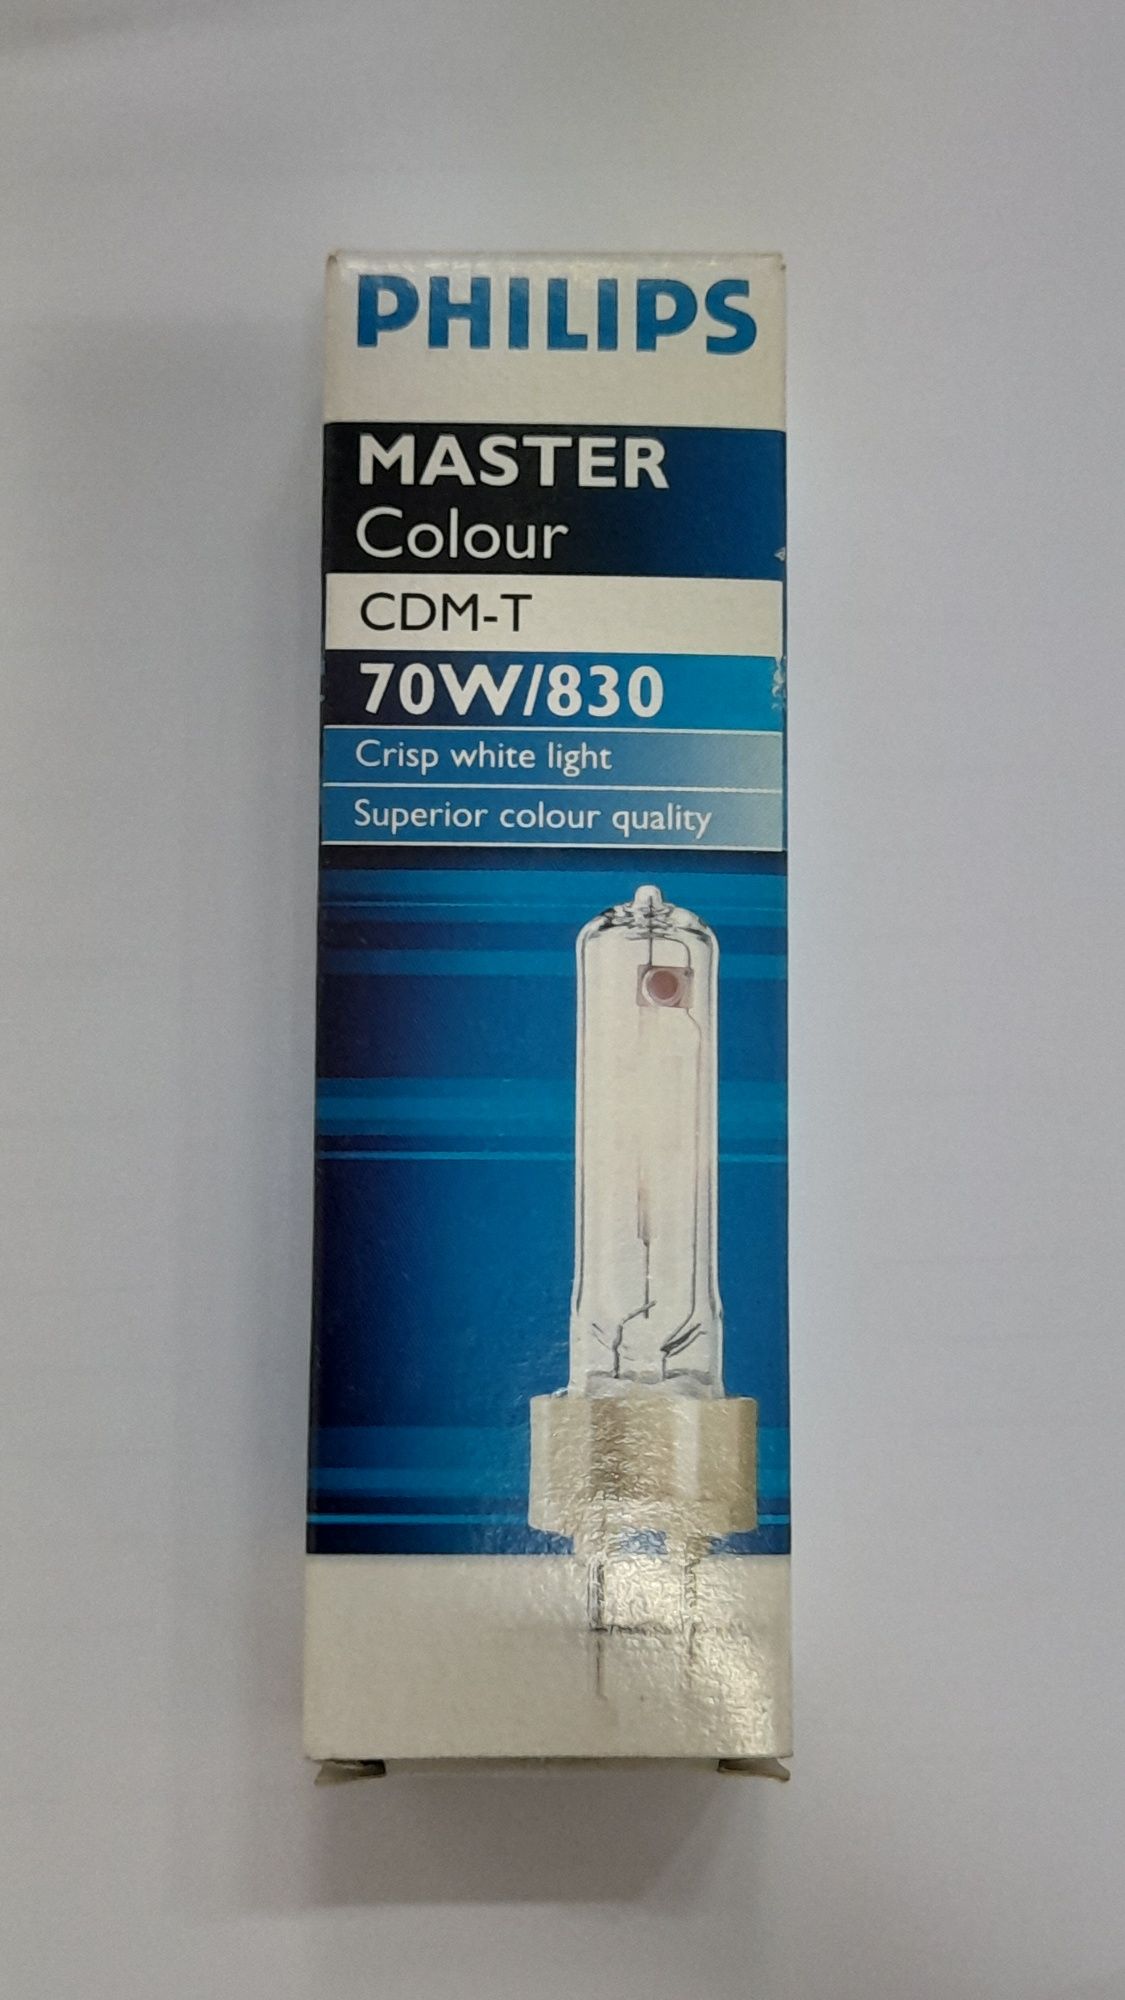 PHILIPS
MASTER
Colour
CDM-T
70W/830
Crisp white light
Superior colour quality